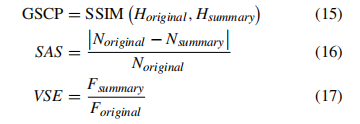 GSCP = SSIM (H_original, H_summary) (15)
SAS = |N_original − N_summary| / N_original (16)
VSE = F_summary / F_original (17)